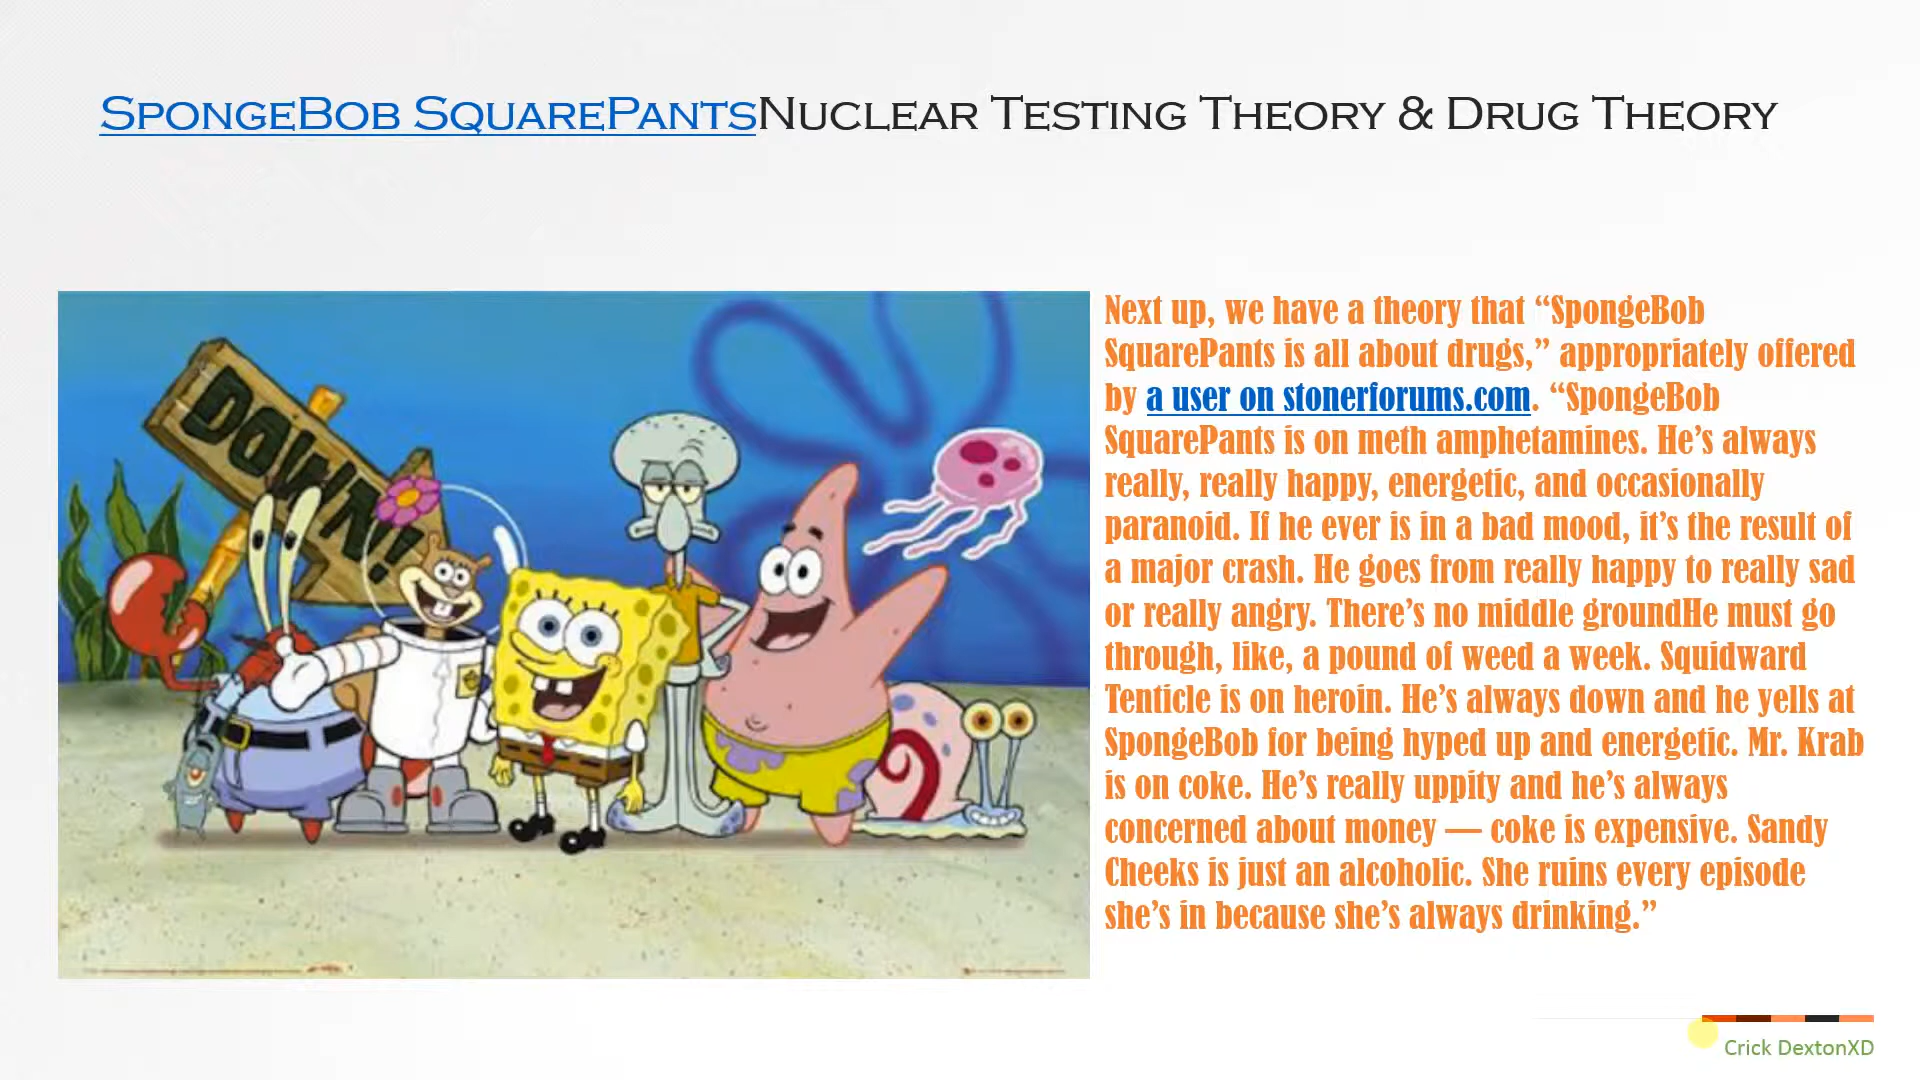 SpongeBob SquarePantsNuclear Testing Theory & Drug Theory
DOWN!
Next up, we have a theory that “SpongeBob
SquarePants is all about drugs,” appropriately offered
by a user on stonerforums.com. “SpongeBob
SquarePants is on meth amphetamines. He’s always
really, really happy, energetic, and occasionally
paranoid. If he ever is in a bad mood, it’s the result of
a major crash. He goes from really happy to really sad
or really angry. There’s no middle groundHe must go
through, like, a pound of weed a week. Squidward
Tenticle is on heroin. He’s always down and he yells at
SpongeBob for being hyped up and energetic. Mr. Krab
is on coke. He’s really uppity and he’s always
concerned about money — coke is expensive. Sandy
Cheeks is just an alcoholic. She ruins every episode
she’s in because she’s always drinking.”
Crick DextonXD